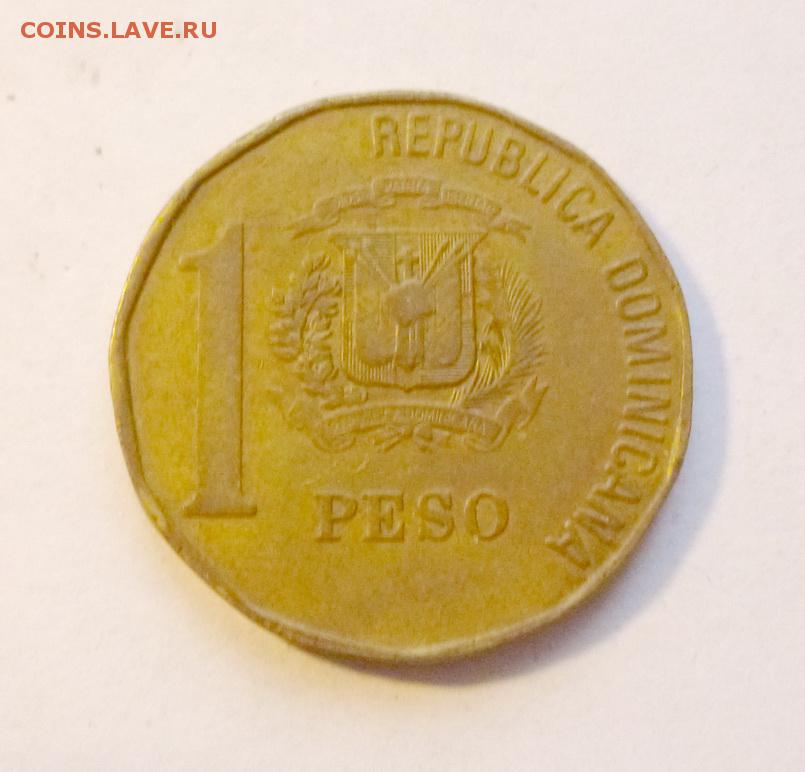 COINS.LAVE.RU
REPUBLICA DOMINICANA
1
PESO